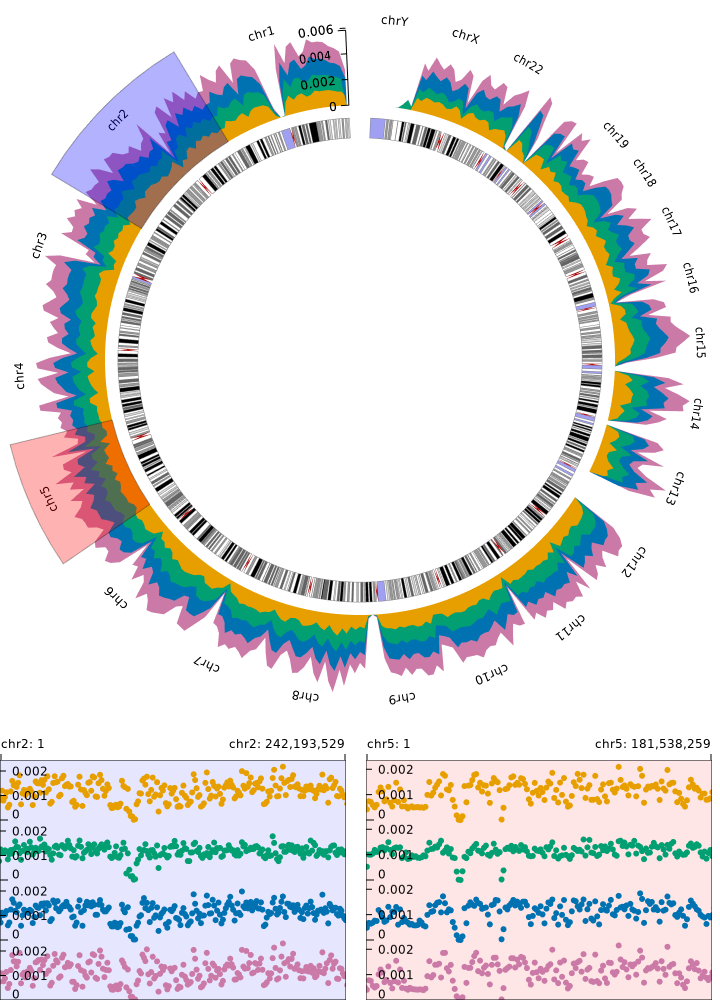 chrY
chr1
0.006
chrX
0.004
chr22
0.002
0
chr2
chr19
chr18
chr17
chr3
chr16
chr15
chr4
chr14
chr5
chr13
chr12
chr6
chr11
chr7
chr10
chr8
chr9
chr2: 1
chr2: 242,193,529
chr5: 1
chr5: 181,538,259
0.002
0.001
0
0.002
0.001
0
0.002
0.001
0
0.002
0.001
0
0.002
0.001
0
0.002
0.001
0
0.002
0.001
0
0.002
0.001
0